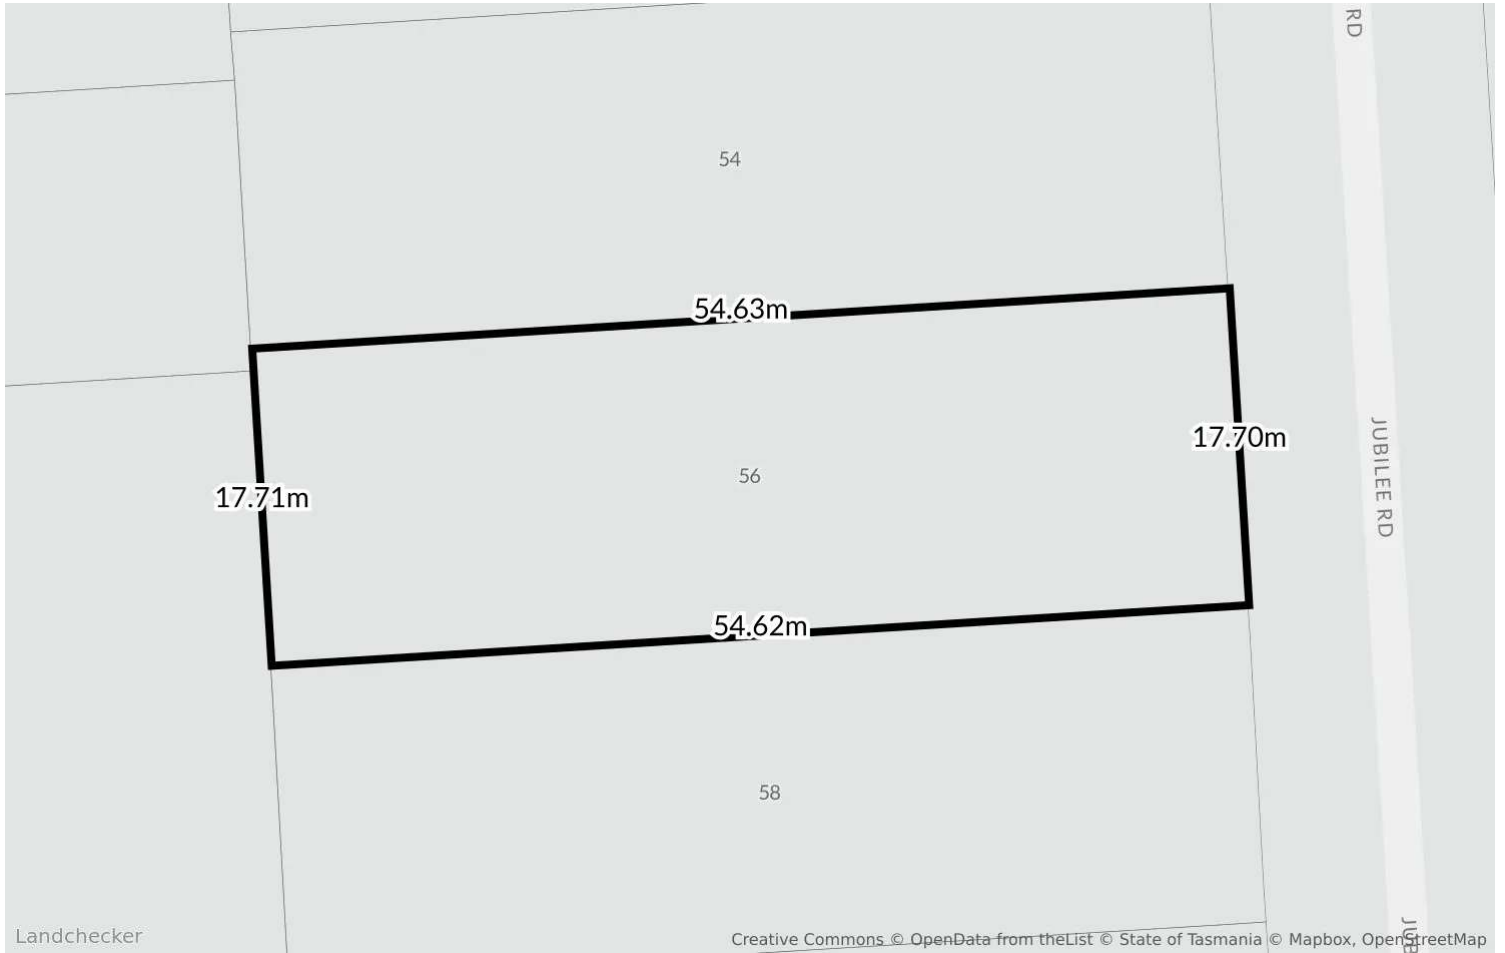 RD
54
54.63m
17.70m
JUBILEE RD
56
17.71m
54.62m
58
JUB
Landchecker
Creative Commons © OpenData from theList © State of Tasmania © Mapbox, OpenStreetMap